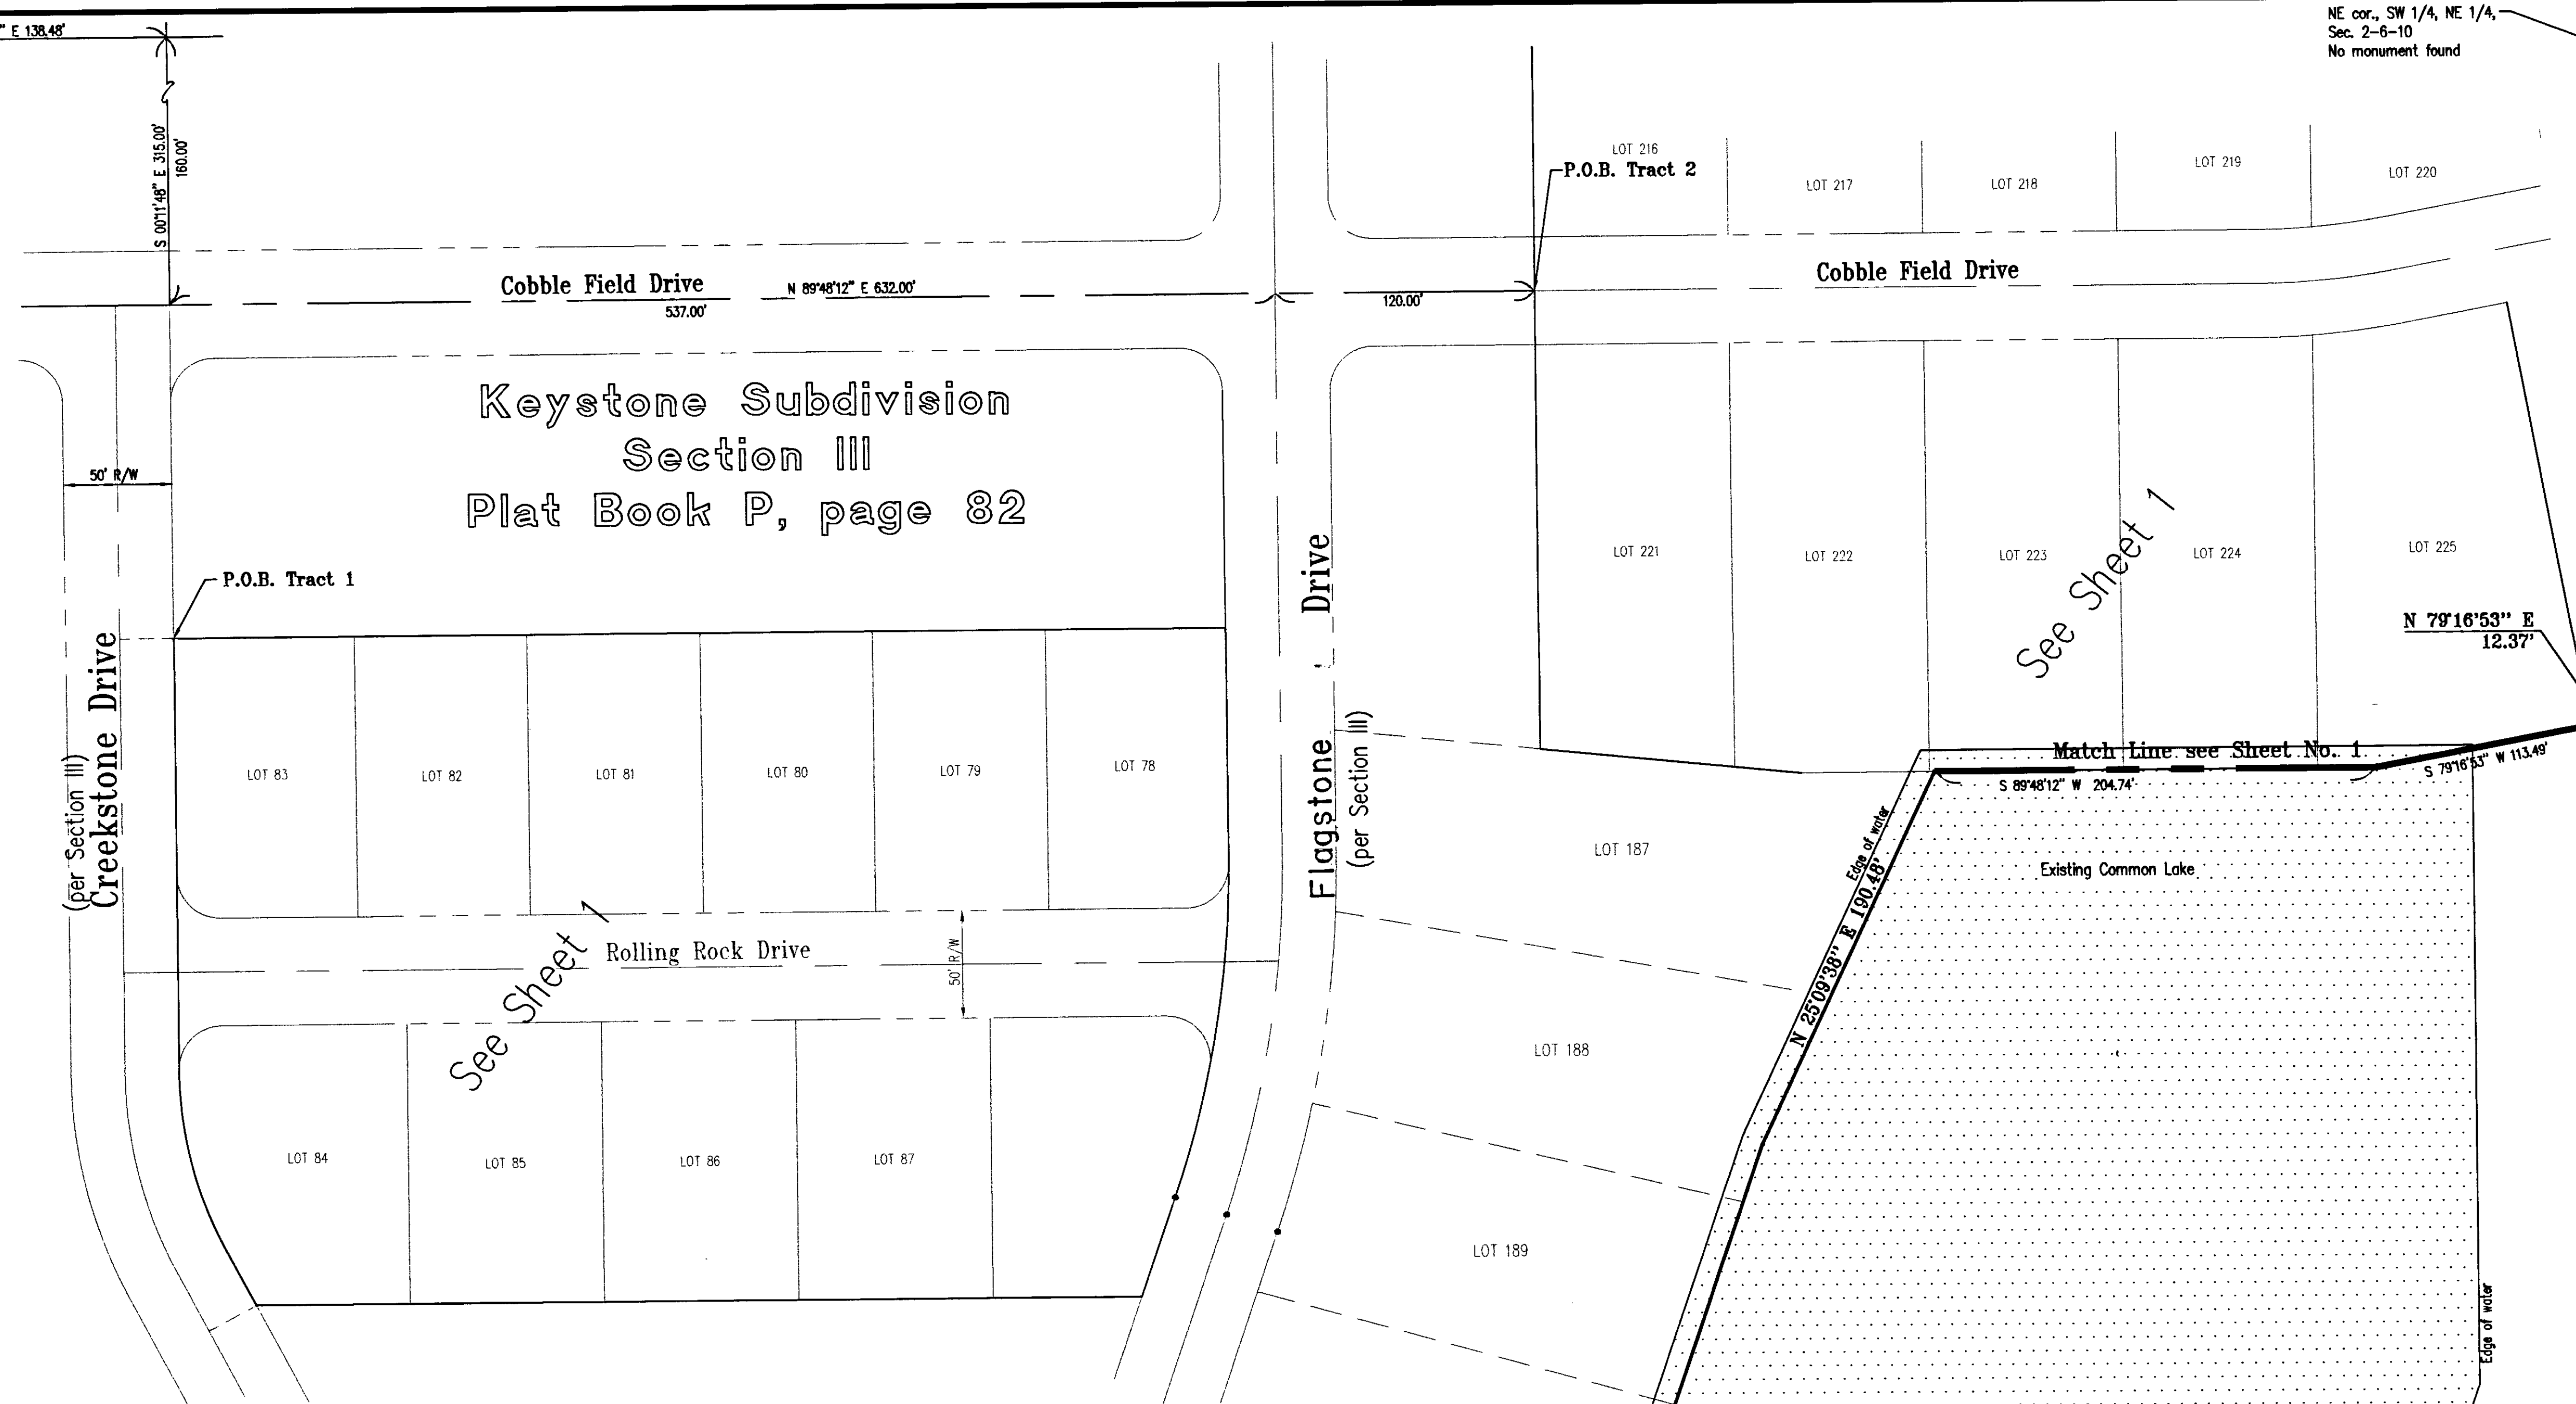 " E 138.48'
NE cor., SW 1/4, NE 1/4,
Sec. 2-6-10
No monument found
S 00°11'48" E 315.00'
160.00'
LOT 216
P.O.B. Tract 2
LOT 217
LOT 218
LOT 219
LOT 220
Cobble Field Drive
N 89°48'12" E 632.00'
537.00'
120.00'
Cobble Field Drive
Keystone Subdivision
Section III
Plat Book P, page 82
50' R/W
P.O.B. Tract 1
Creekstone Drive
(per Section III)
Flagstone Drive
(per Section III)
LOT 221
LOT 222
LOT 223
LOT 224
LOT 225
See Sheet 1
N 79°16'53" E
12.37'
LOT 83
LOT 82
LOT 81
LOT 80
LOT 79
LOT 78
Match Line see Sheet No. 1
S 89°48'12" W 204.74'
S 79°16'53" W 113.49'
LOT 187
Edge of water
N 25°09'38" E 190.48'
Existing Common Lake
Rolling Rock Drive
50' R/W
See Sheet 1
LOT 188
LOT 84
LOT 85
LOT 86
LOT 87
LOT 189
Edge of water